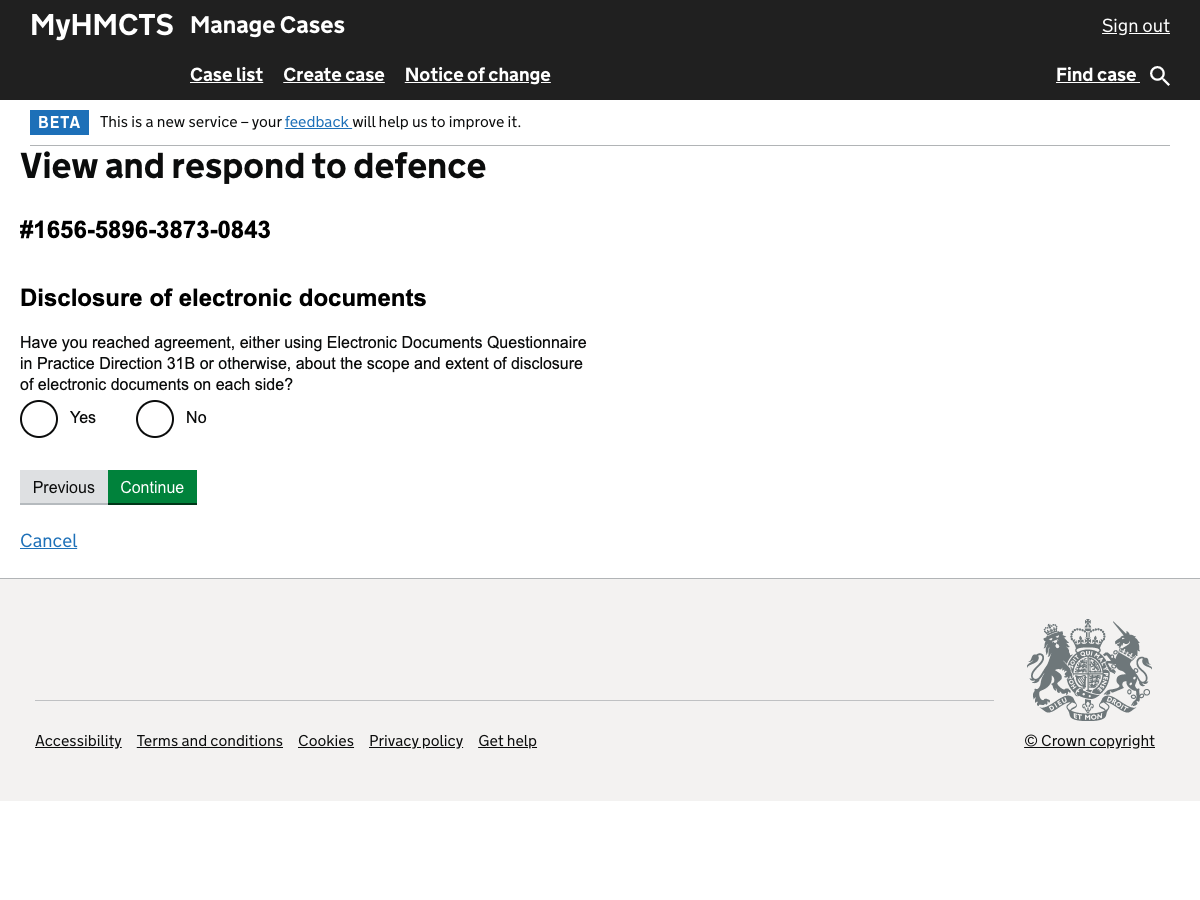 MyHMCTS Manage Cases Sign out
Case list Create case Notice of change Find case
BETA This is a new service – your feedback will help us to improve it.
View and respond to defence
#1656-5896-3873-0843
Disclosure of electronic documents
Have you reached agreement, either using Electronic Documents Questionnaire
in Practice Direction 31B or otherwise, about the scope and extent of disclosure
of electronic documents on each side?
Yes No
Previous Continue
Cancel
DIEU ET MON DROIT
Accessibility Terms and conditions Cookies Privacy policy Get help © Crown copyright